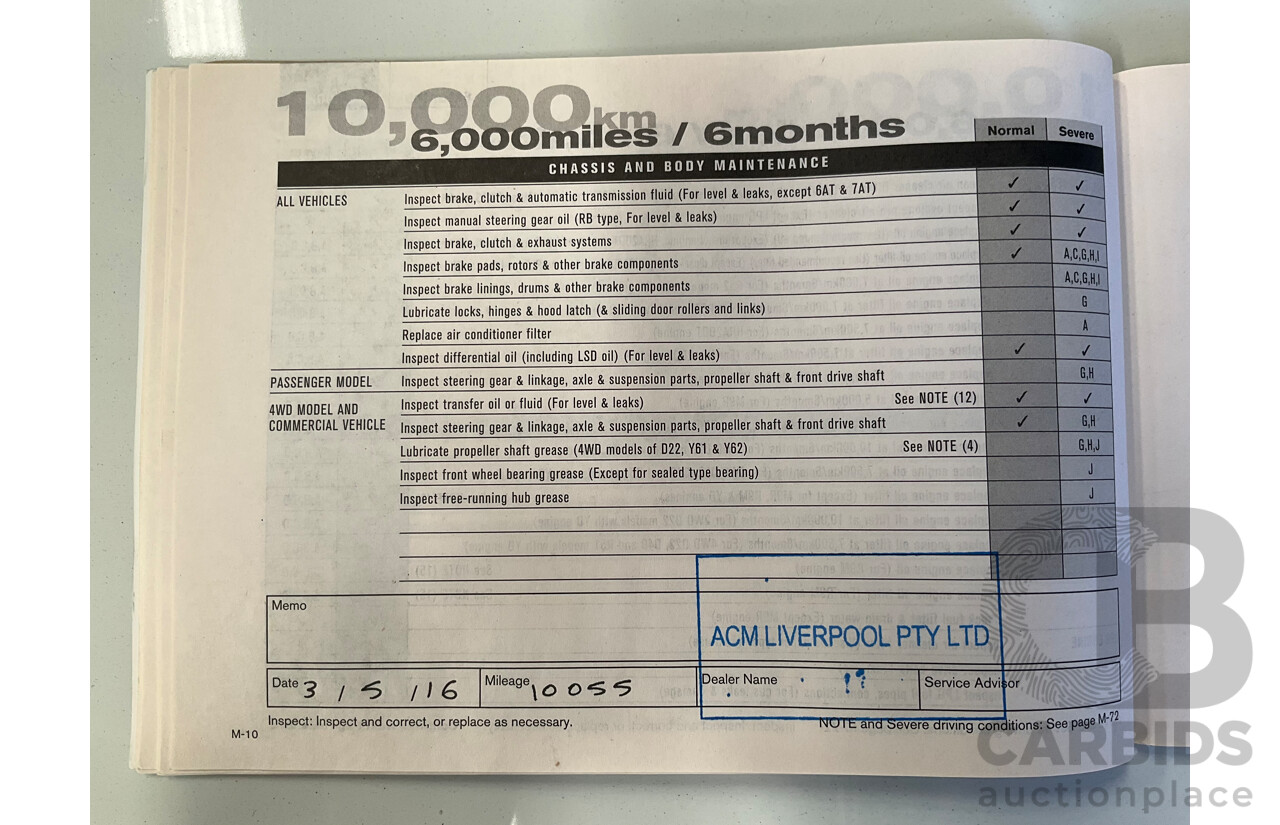 10,000km
6,000miles / 6months
Normal Severe
CHASSIS AND BODY MAINTENANCE
ALL VEHICLES Inspect brake, clutch & automatic transmission fluid (For level & leaks, except 6AT & 7AT) ✓ ✓
Inspect manual steering gear oil (RB type, For level & leaks) ✓ ✓
Inspect brake, clutch & exhaust systems ✓ ✓
Inspect brake pads, rotors & other brake components ✓ A,C,G,H,I
Inspect brake linings, drums & other brake components A,C,G,H,I
Lubricate locks, hinges & hood latch (& sliding door rollers and links) G
Replace air conditioner filter A
Inspect differential oil (including LSD oil) (For level & leaks) ✓ ✓
PASSENGER MODEL Inspect steering gear & linkage, axle & suspension parts, propeller shaft & front drive shaft G,H
4WD MODEL AND Inspect transfer oil or fluid (For level & leaks) See NOTE (12) ✓ ✓
COMMERCIAL VEHICLE Inspect steering gear & linkage, axle & suspension parts, propeller shaft & front drive shaft ✓ G,H
Lubricate propeller shaft grease (4WD models of D22, Y61 & Y62) See NOTE (4) G,H,J
Inspect front wheel bearing grease (Except for sealed type bearing) J
Inspect free-running hub grease J
Memo
ACM LIVERPOOL PTY LTD
Date 3 / 5 / 16 Mileage 10055 Dealer Name Service Advisor
Inspect: Inspect and correct, or replace as necessary. NOTE and Severe driving conditions: See page M-72
M-10
CARBIDS
auctionplace